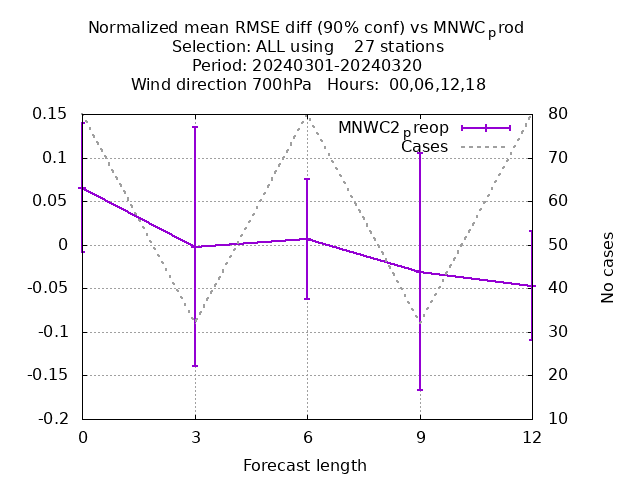 Normalized mean RMSE diff (90% conf) vs MNWC_prod
Selection: ALL using    27 stations
Period: 20240301-20240320
Wind direction 700hPa   Hours:  00,06,12,18
0.15
0.1
0.05
0
-0.05
-0.1
-0.15
-0.2
80
70
60
50
40
30
20
10
MNWC2_preop
Cases
No cases
0 3 6 9 12
Forecast length